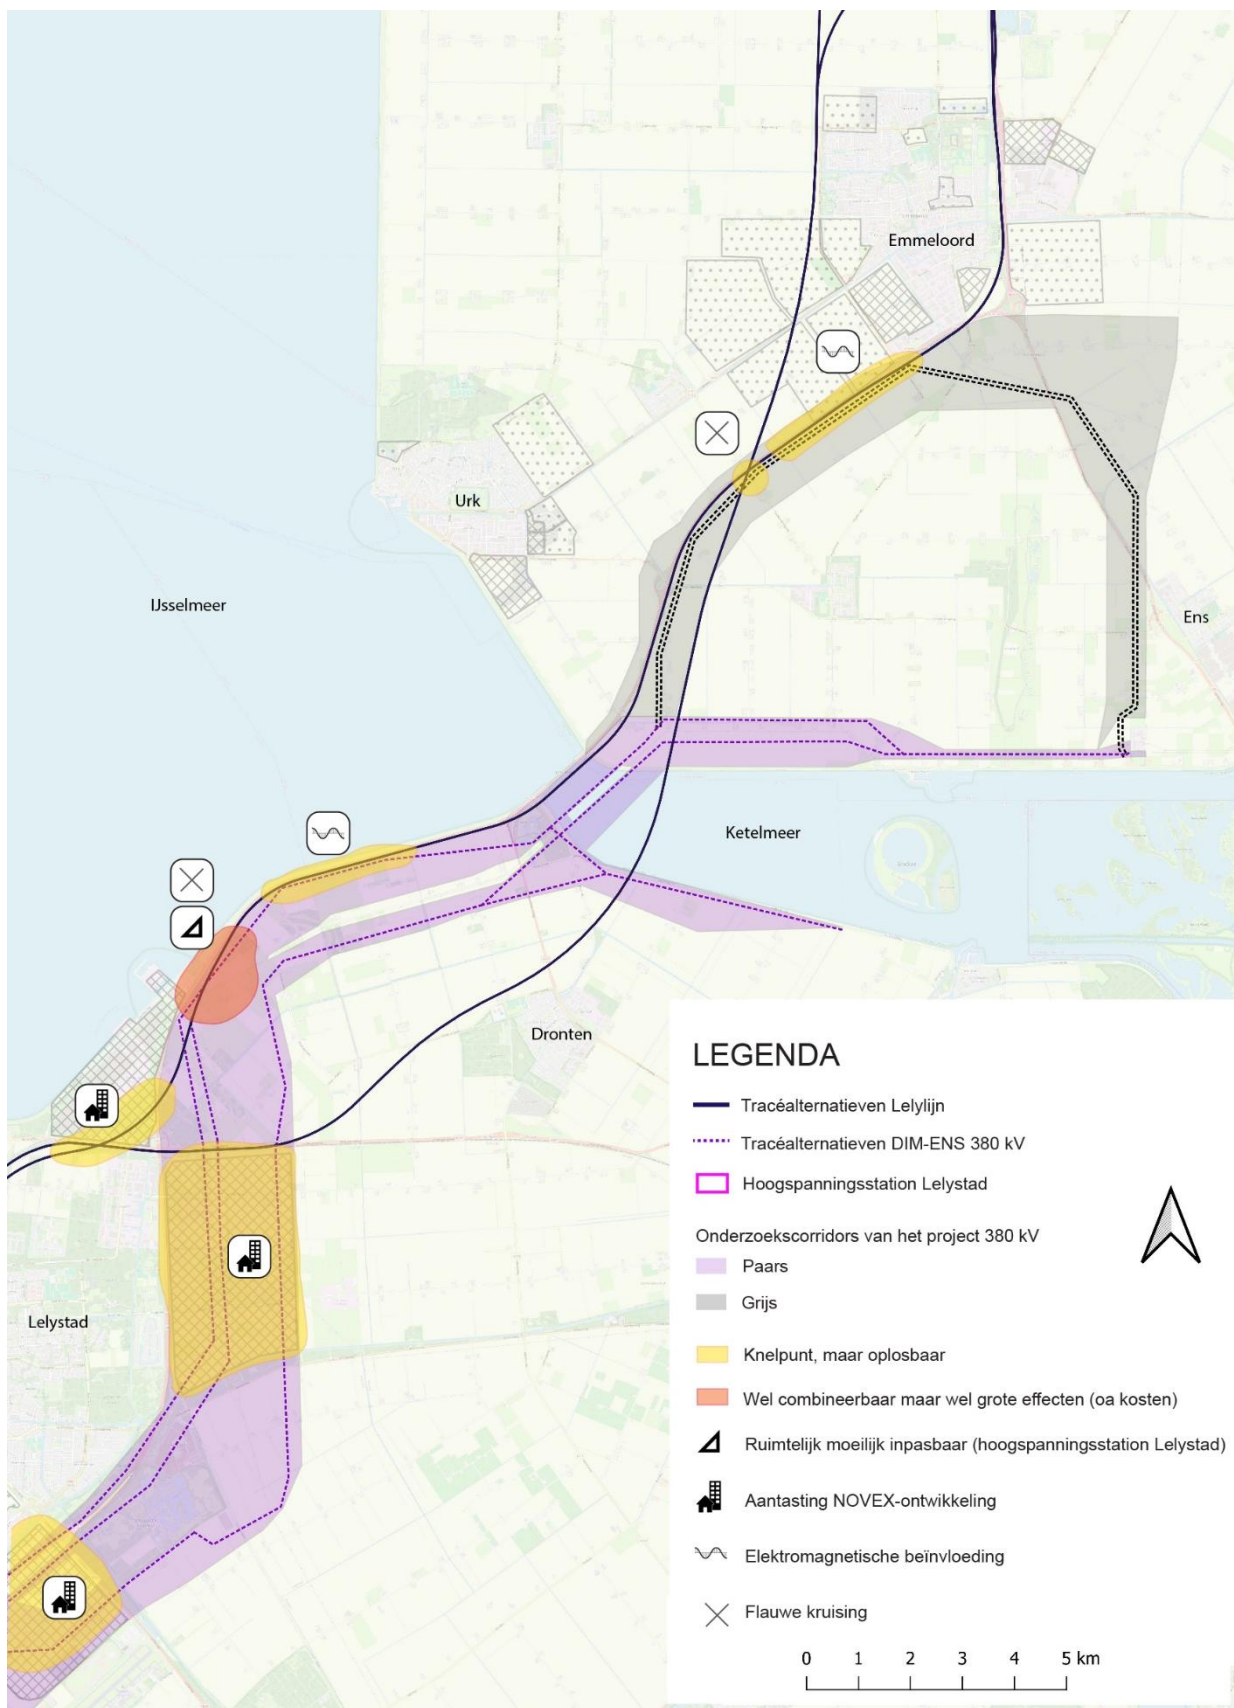 Emmeloord
Urk
IJsselmeer
Ens
Ketelmeer
Dronten
Lelystad
LEGENDA
Tracéalternatieven Lelylijn
Tracéalternatieven DIM-ENS 380 kV
Hoogspanningsstation Lelystad
Onderzoekscorridors van het project 380 kV
Paars
Grijs
Knelpunt, maar oplosbaar
Wel combineerbaar maar wel grote effecten (oa kosten)
Ruimtelijk moeilijk inpasbaar (hoogspanningsstation Lelystad)
Aantasting NOVEX-ontwikkeling
Elektromagnetische beïnvloeding
Flauwe kruising
0 1 2 3 4 5 km